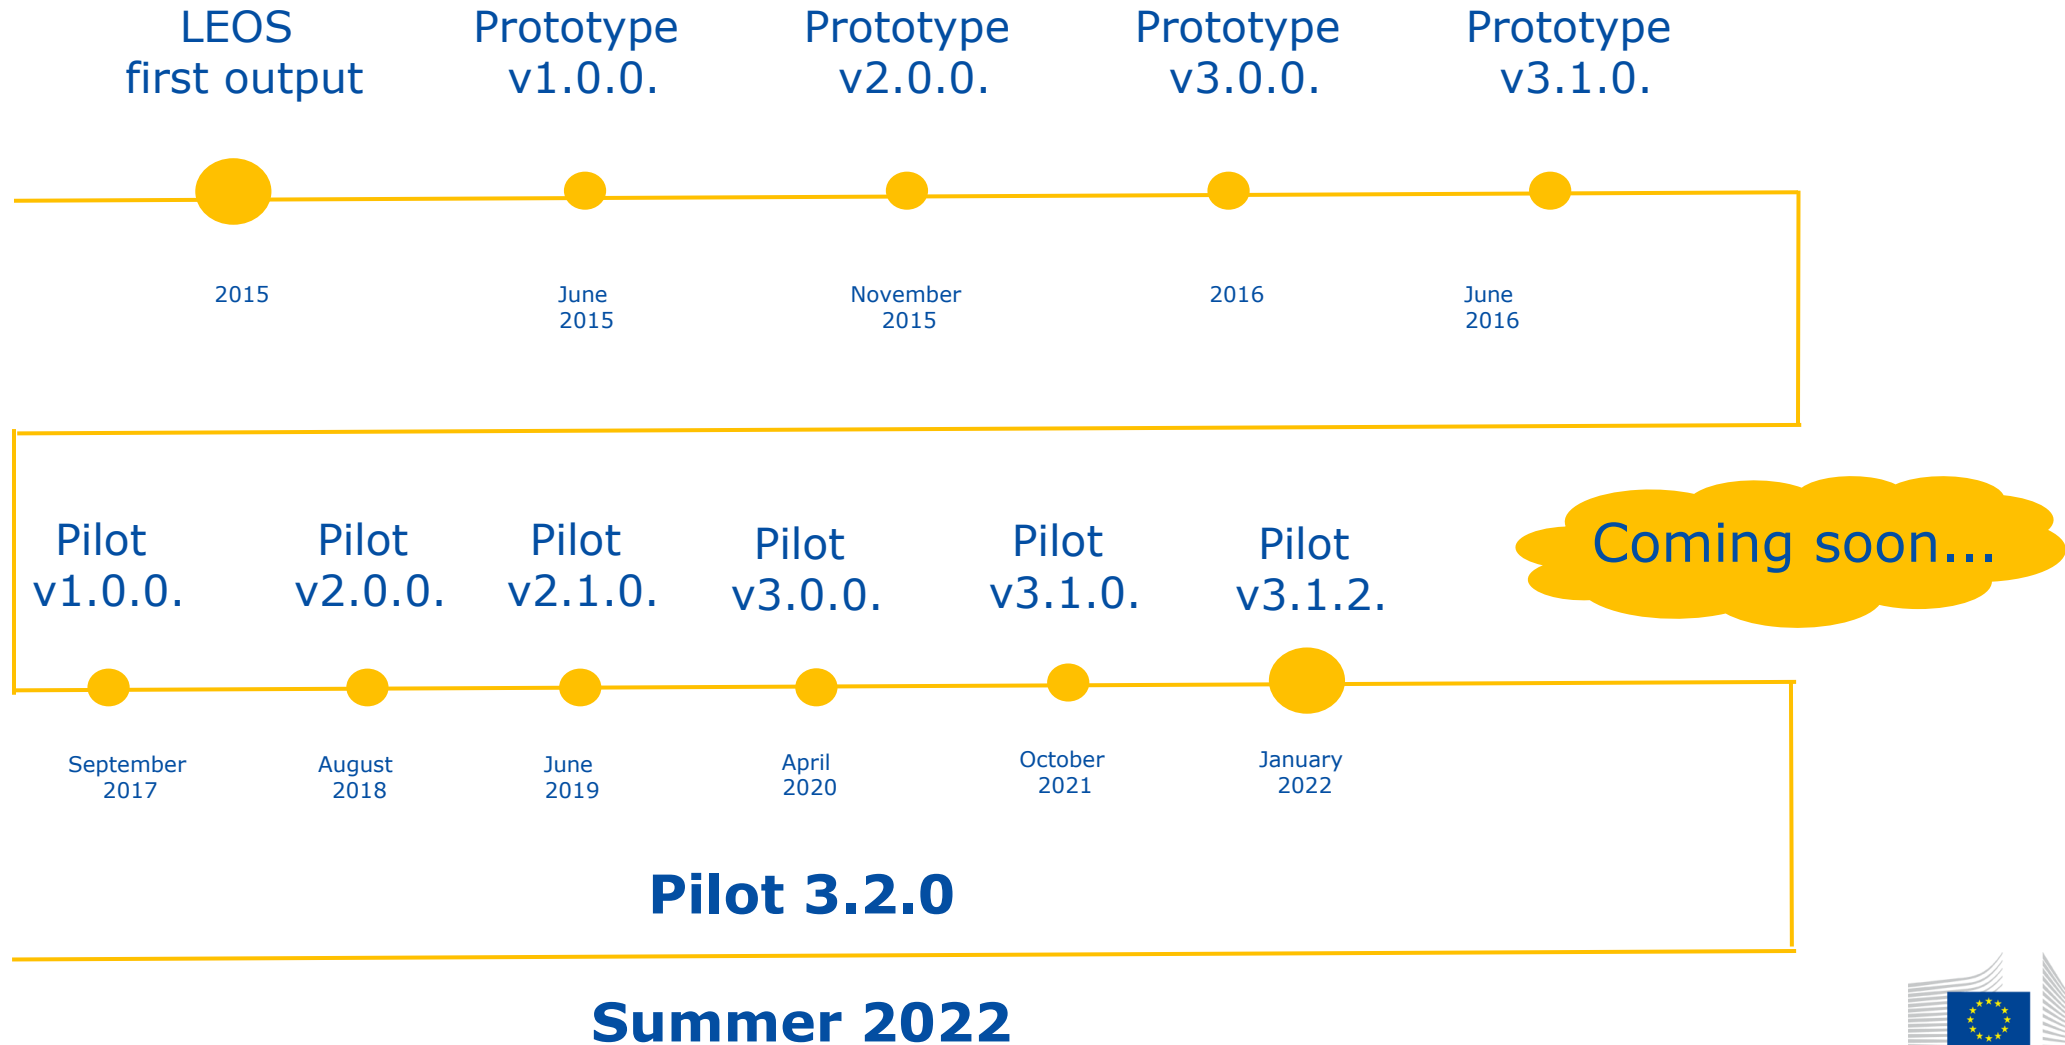 LEOS
first output
Prototype
v1.0.0.
Prototype
v2.0.0.
Prototype
v3.0.0.
Prototype
v3.1.0.
2015
June
2015
November
2015
2016
June
2016
Pilot
v1.0.0.
Pilot
v2.0.0.
Pilot
v2.1.0.
Pilot
v3.0.0.
Pilot
v3.1.0.
Pilot
v3.1.2.
Coming soon...
September
2017
August
2018
June
2019
April
2020
October
2021
January
2022
Pilot 3.2.0
Summer 2022